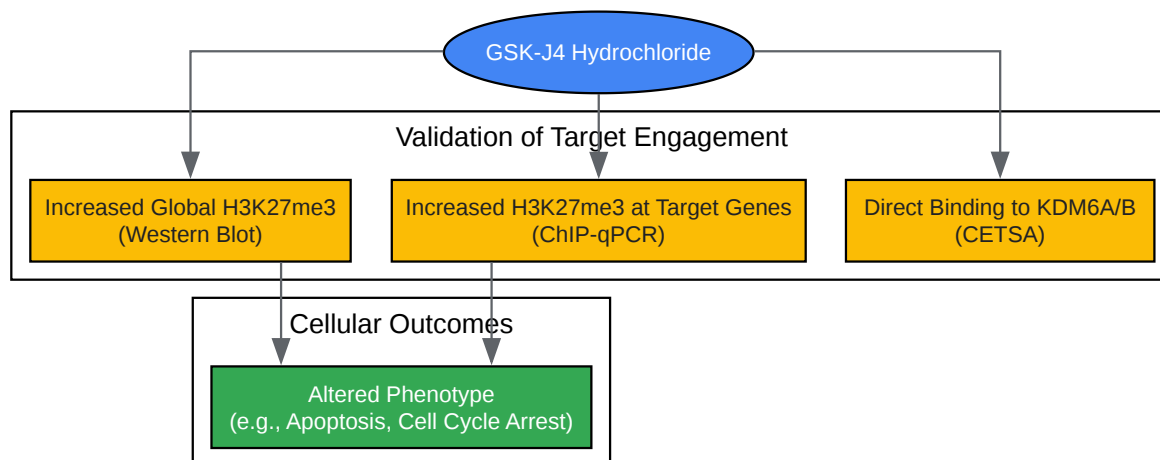 GSK-J4 Hydrochloride
Validation of Target Engagement
Increased Global H3K27me3
(Western Blot)
Increased H3K27me3 at Target Genes
(ChIP-qPCR)
Direct Binding to KDM6A/B
(CETSA)
Cellular Outcomes
Altered Phenotype
(e.g., Apoptosis, Cell Cycle Arrest)